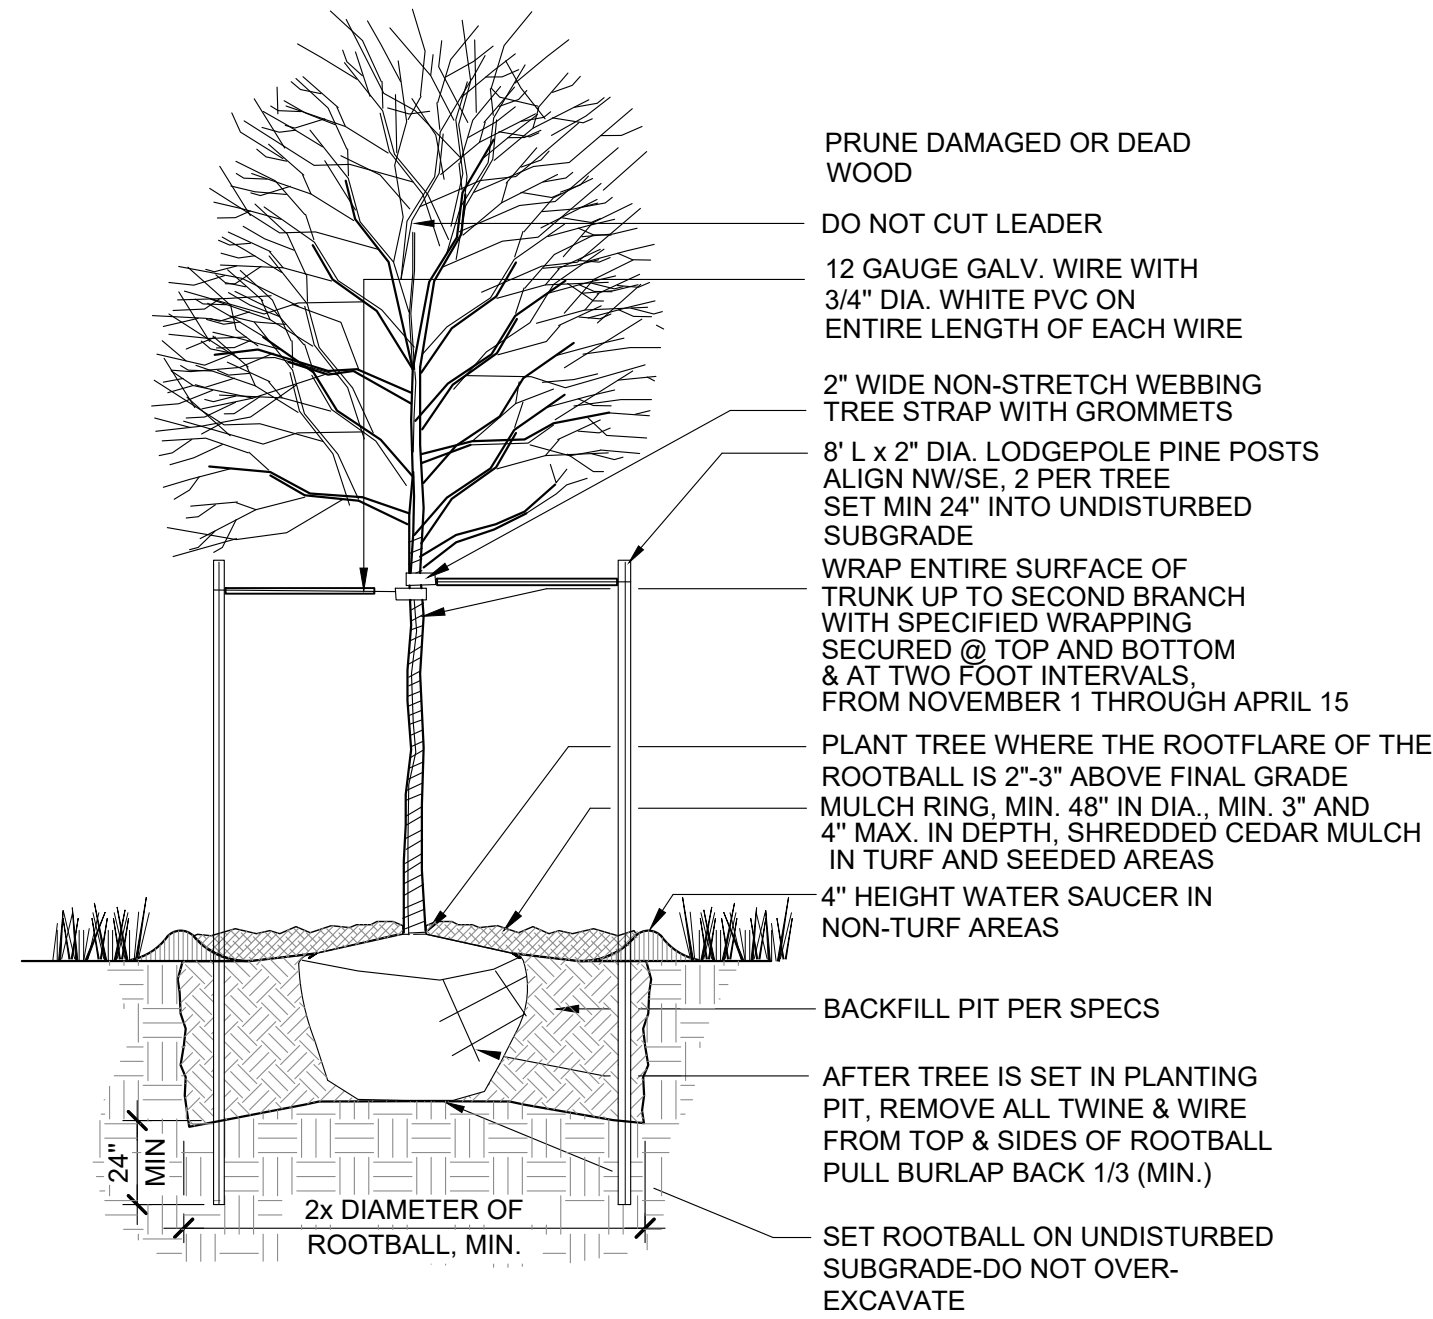 PRUNE DAMAGED OR DEAD
WOOD
DO NOT CUT LEADER
12 GAUGE GALV. WIRE WITH
3/4" DIA. WHITE PVC ON
ENTIRE LENGTH OF EACH WIRE
2" WIDE NON-STRETCH WEBBING
TREE STRAP WITH GROMMETS
8' L x 2" DIA. LODGEPOLE PINE POSTS
ALIGN NW/SE, 2 PER TREE
SET MIN 24" INTO UNDISTURBED
SUBGRADE
WRAP ENTIRE SURFACE OF
TRUNK UP TO SECOND BRANCH
WITH SPECIFIED WRAPPING
SECURED @ TOP AND BOTTOM
& AT TWO FOOT INTERVALS,
FROM NOVEMBER 1 THROUGH APRIL 15
PLANT TREE WHERE THE ROOTFLARE OF THE
ROOTBALL IS 2"-3" ABOVE FINAL GRADE
MULCH RING, MIN. 48" IN DIA., MIN. 3" AND
4" MAX. IN DEPTH, SHREDDED CEDAR MULCH
IN TURF AND SEEDED AREAS
4" HEIGHT WATER SAUCER IN
NON-TURF AREAS
BACKFILL PIT PER SPECS
AFTER TREE IS SET IN PLANTING
PIT, REMOVE ALL TWINE & WIRE
FROM TOP & SIDES OF ROOTBALL
PULL BURLAP BACK 1/3 (MIN.)
SET ROOTBALL ON UNDISTURBED
SUBGRADE-DO NOT OVER-
EXCAVATE
24"
MIN
2x DIAMETER OF
ROOTBALL, MIN.